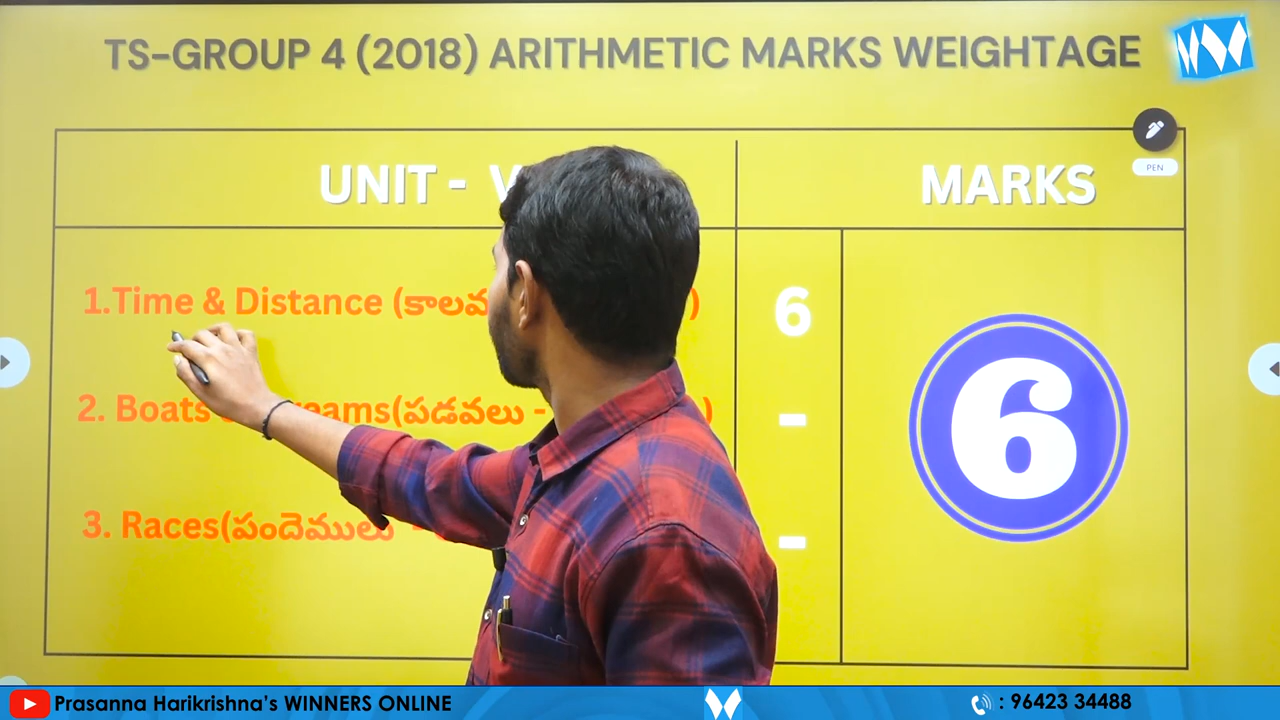 TS-GROUP 4 (2018) ARITHMETIC MARKS WEIGHTAGE
PEN
UNIT -
MARKS
1.Time & Distance (
6
2. Boats (పడవలు -
-
6
3. Races(పందెములు -
-
Prasanna Harikrishna's WINNERS ONLINE
: 96423 34488